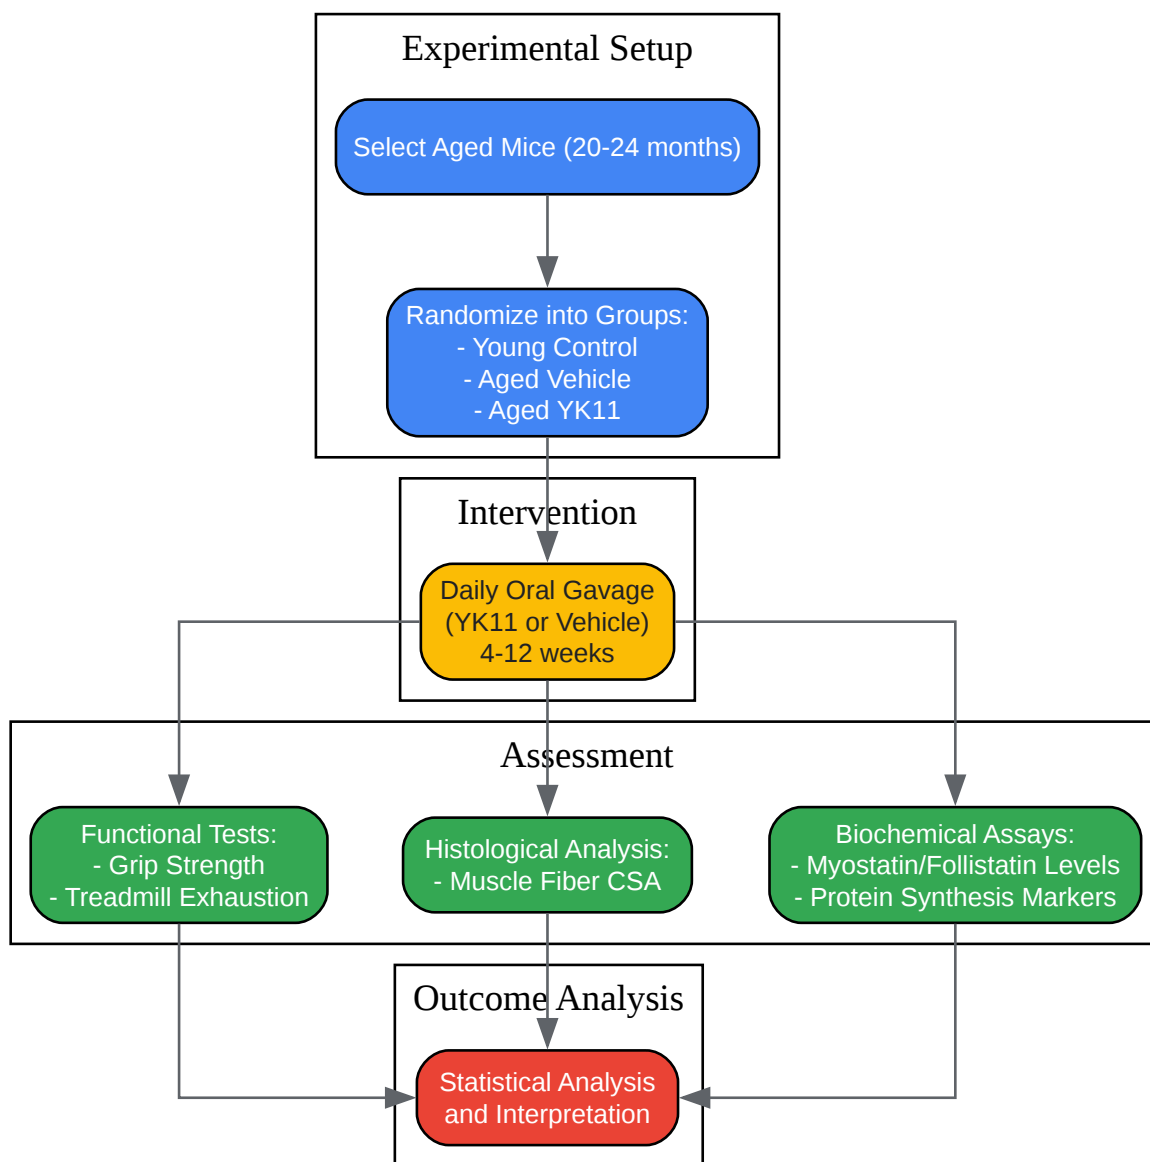 Experimental Setup
Select Aged Mice (20-24 months)
Randomize into Groups:
- Young Control
- Aged Vehicle
- Aged YK11
Intervention
Daily Oral Gavage
(YK11 or Vehicle)
4-12 weeks
Assessment
Functional Tests:
- Grip Strength
- Treadmill Exhaustion
Histological Analysis:
- Muscle Fiber CSA
Biochemical Assays:
- Myostatin/Follistatin Levels
- Protein Synthesis Markers
Outcome Analysis
Statistical Analysis
and Interpretation